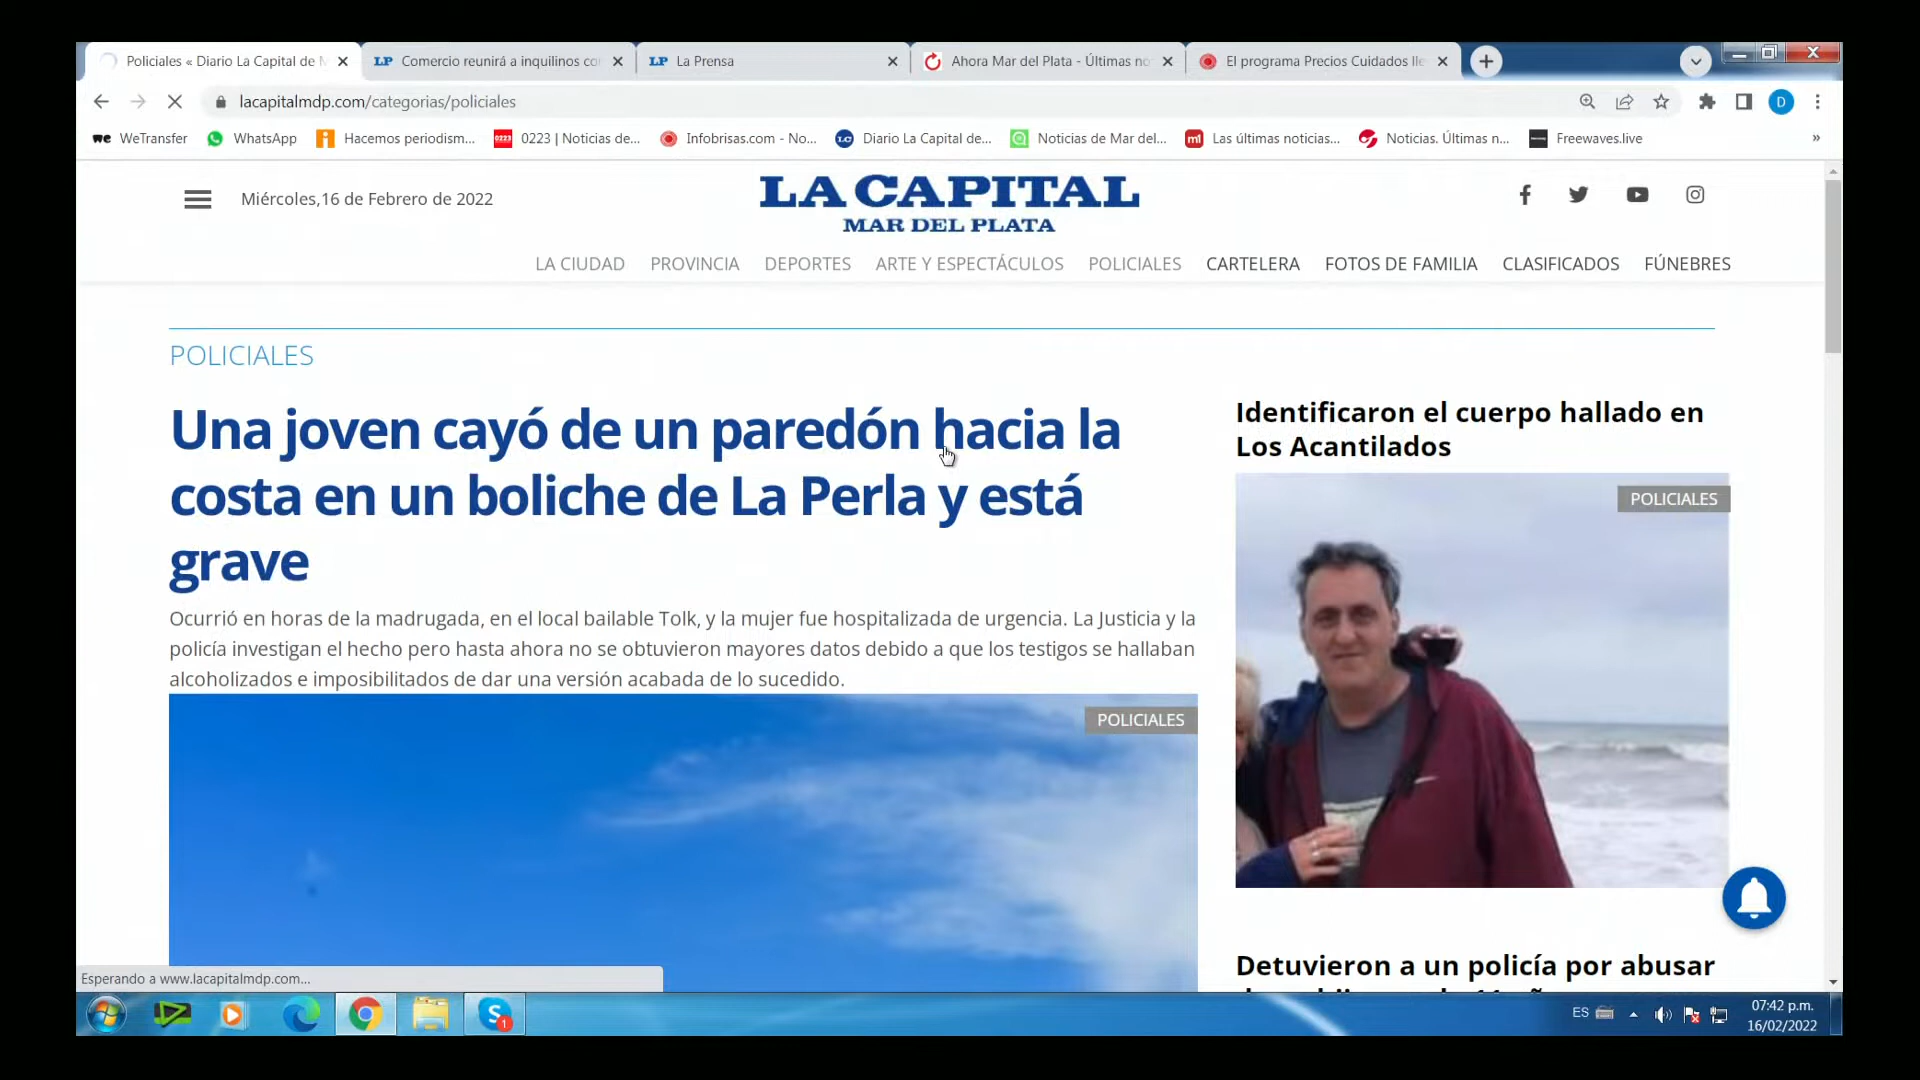 Policiales « Diario La Capital de M
Comercio reunirá a inquilinos co
La Prensa
Ahora Mar del Plata - Últimas no
El programa Precios Cuidados lle
lacapitalmdp.com/categorias/policiales
D
WeTransfer
WhatsApp
Hacemos periodism...
0223 | Noticias de...
Infobrisas.com - No...
Diario La Capital de...
Noticias de Mar del...
Las últimas noticias...
Noticias. Últimas n...
Freewaves.live
»
Miércoles,16 de Febrero de 2022
LA CAPITAL
MAR DEL PLATA
LA CIUDAD PROVINCIA DEPORTES ARTE Y ESPECTÁCULOS POLICIALES CARTELERA FOTOS DE FAMILIA CLASIFICADOS FÚNEBRES
POLICIALES
Una joven cayó de un paredón hacia la
costa en un boliche de La Perla y está
grave
Ocurrió en horas de la madrugada, en el local bailable Tolk, y la mujer fue hospitalizada de urgencia. La Justicia y la
policía investigan el hecho pero hasta ahora no se obtuvieron mayores datos debido a que los testigos se hallaban
alcoholizados e imposibilitados de dar una versión acabada de lo sucedido.
POLICIALES
Identificaron el cuerpo hallado en
Los Acantilados
POLICIALES
Detuvieron a un policía por abusar
Esperando a www.lacapitalmdp.com...
ES
07:42 p.m.
16/02/2022